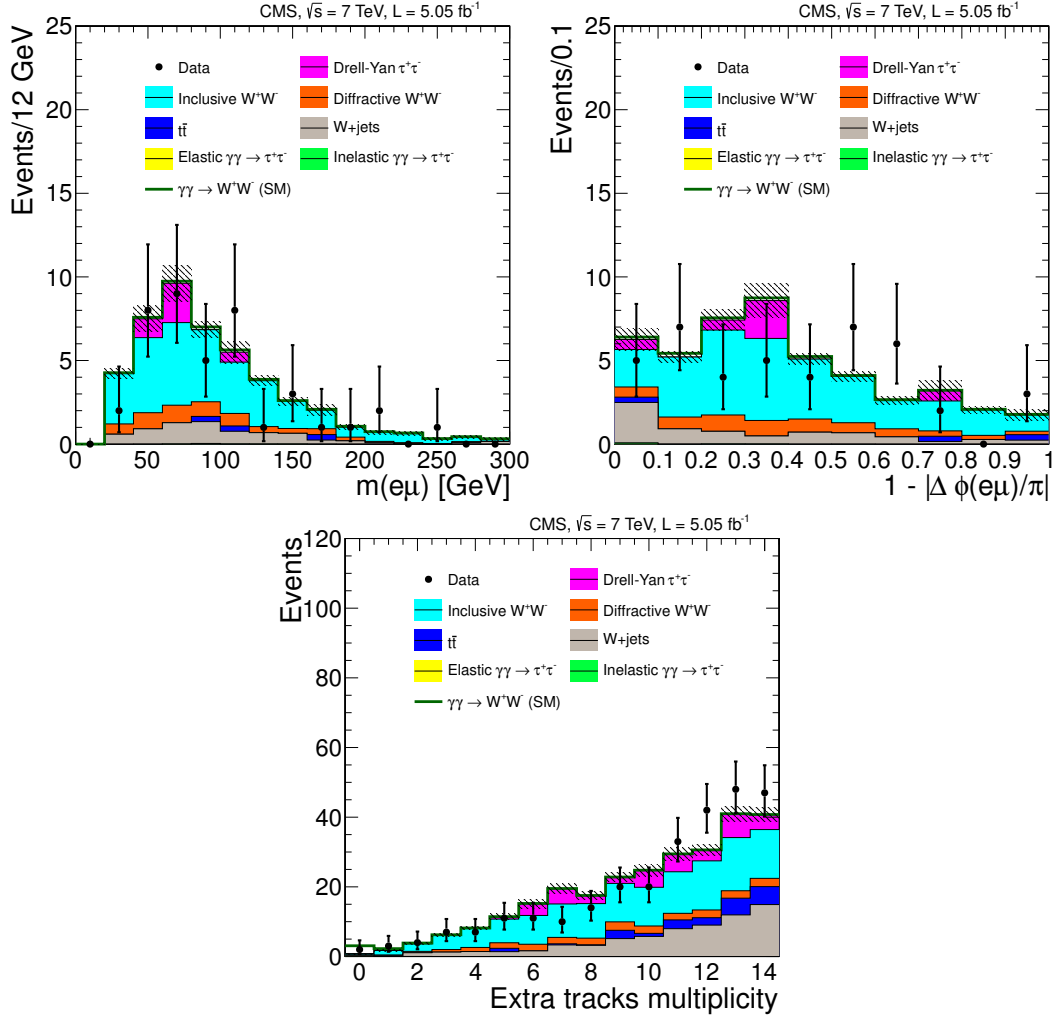 CMS, √s = 7 TeV, L = 5.05 fb⁻¹
Events/12 GeV
25
20
15
10
5
0
Data
Drell-Yan τ⁺τ⁻
Inclusive W⁺W⁻
Diffractive W⁺W⁻
tt̄
W+jets
Elastic γγ → τ⁺τ⁻
Inelastic γγ → τ⁺τ⁻
γγ → W⁺W⁻ (SM)
0 50 100 150 200 250 300
m(eμ) [GeV]
CMS, √s = 7 TeV, L = 5.05 fb⁻¹
Events/0.1
25
20
15
10
5
0
Data
Drell-Yan τ⁺τ⁻
Inclusive W⁺W⁻
Diffractive W⁺W⁻
tt̄
W+jets
Elastic γγ → τ⁺τ⁻
Inelastic γγ → τ⁺τ⁻
γγ → W⁺W⁻ (SM)
0 0.1 0.2 0.3 0.4 0.5 0.6 0.7 0.8 0.9 1
1 - |Δ φ(eμ)/π|
CMS, √s = 7 TeV, L = 5.05 fb⁻¹
Events
120
100
80
60
40
20
0
Data
Drell-Yan τ⁺τ⁻
Inclusive W⁺W⁻
Diffractive W⁺W⁻
tt̄
W+jets
Elastic γγ → τ⁺τ⁻
Inelastic γγ → τ⁺τ⁻
γγ → W⁺W⁻ (SM)
0 2 4 6 8 10 12 14
Extra tracks multiplicity